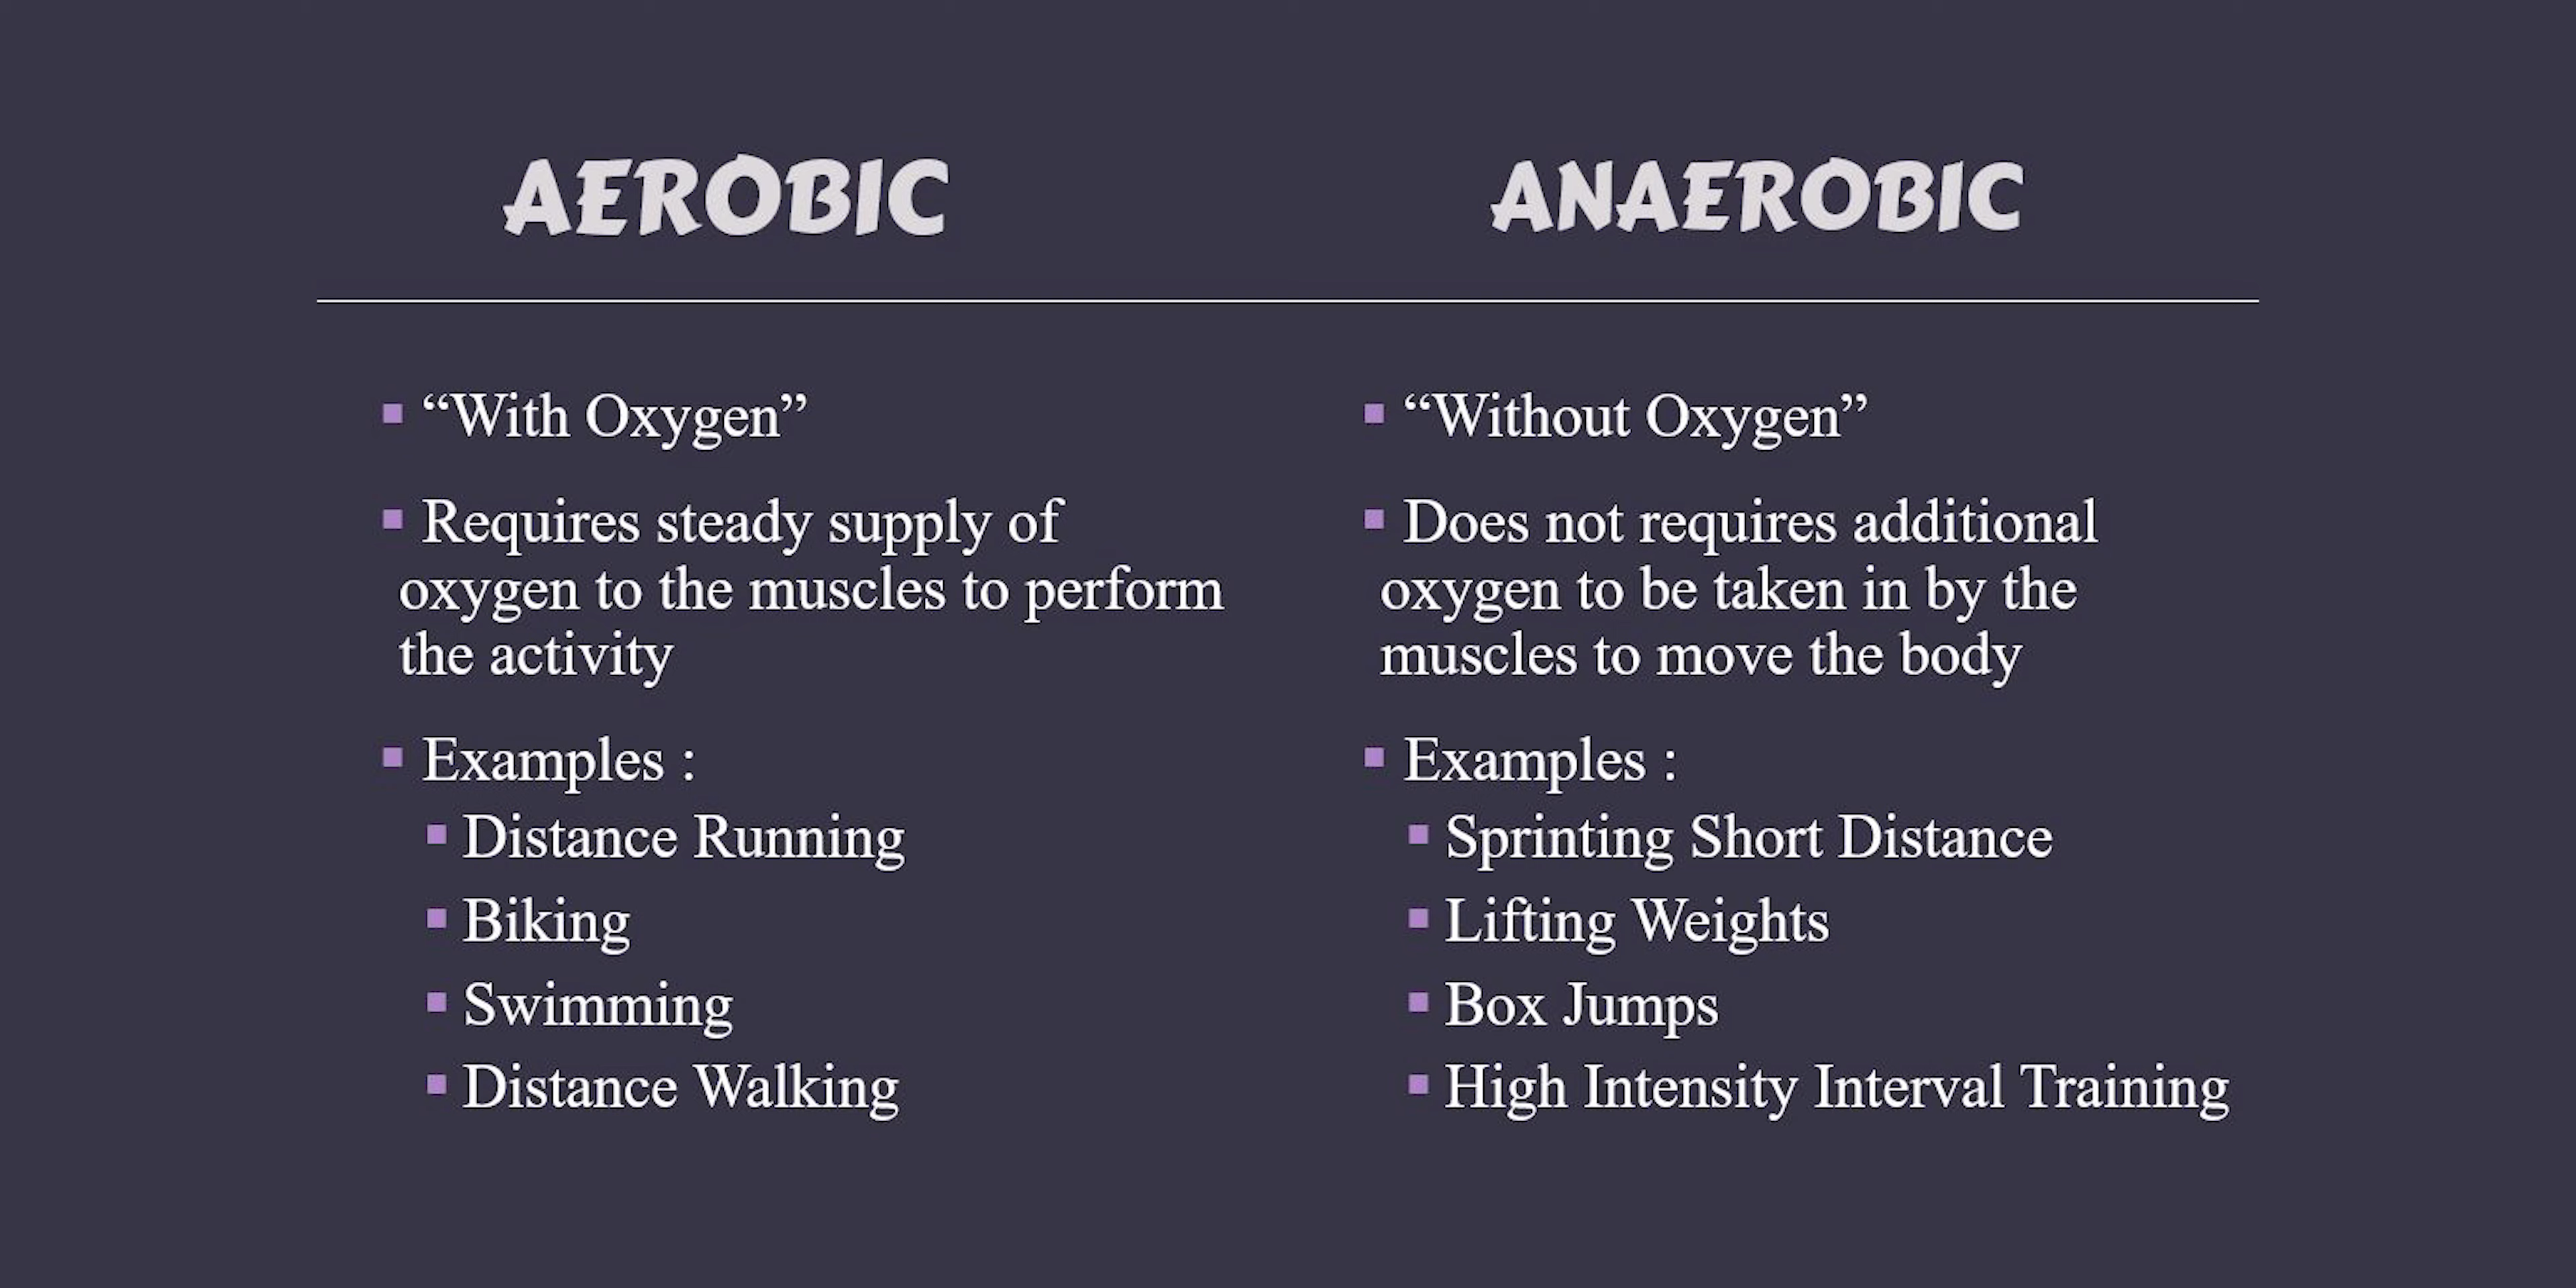 AEROBIC
“With Oxygen”
Requires steady supply of
oxygen to the muscles to perform
the activity
Examples :
Distance Running
Biking
Swimming
Distance Walking
ANAEROBIC
“Without Oxygen”
Does not requires additional
oxygen to be taken in by the
muscles to move the body
Examples :
Sprinting Short Distance
Lifting Weights
Box Jumps
High Intensity Interval Training